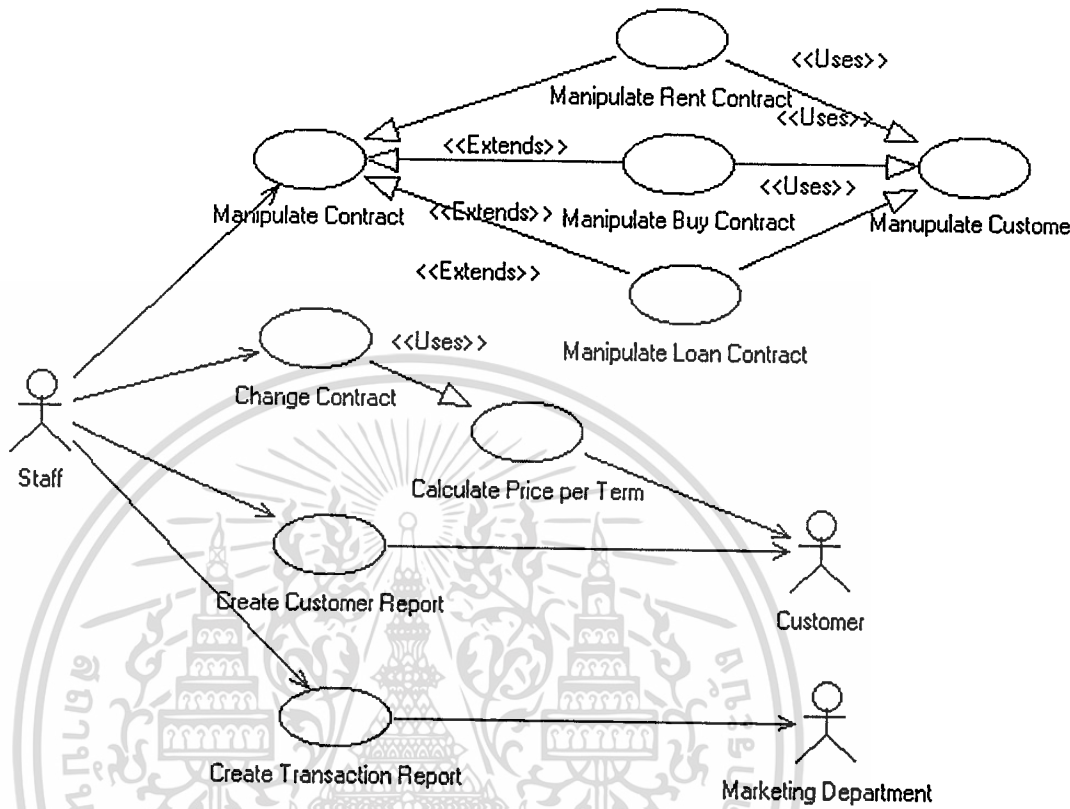 <<Uses>>
Manipulate Rent Contract
<<Uses>>
<<Extends>>
<<Uses>>
Manipulate Contract
<<Extends>>
Manipulate Buy Contract
Manupulate Custome
<<Extends>>
<<Uses>>
Manipulate Loan Contract
Change Contract
Staff
Calculate Price per Term
Create Customer Report
Customer
Create Transaction Report
Marketing Department